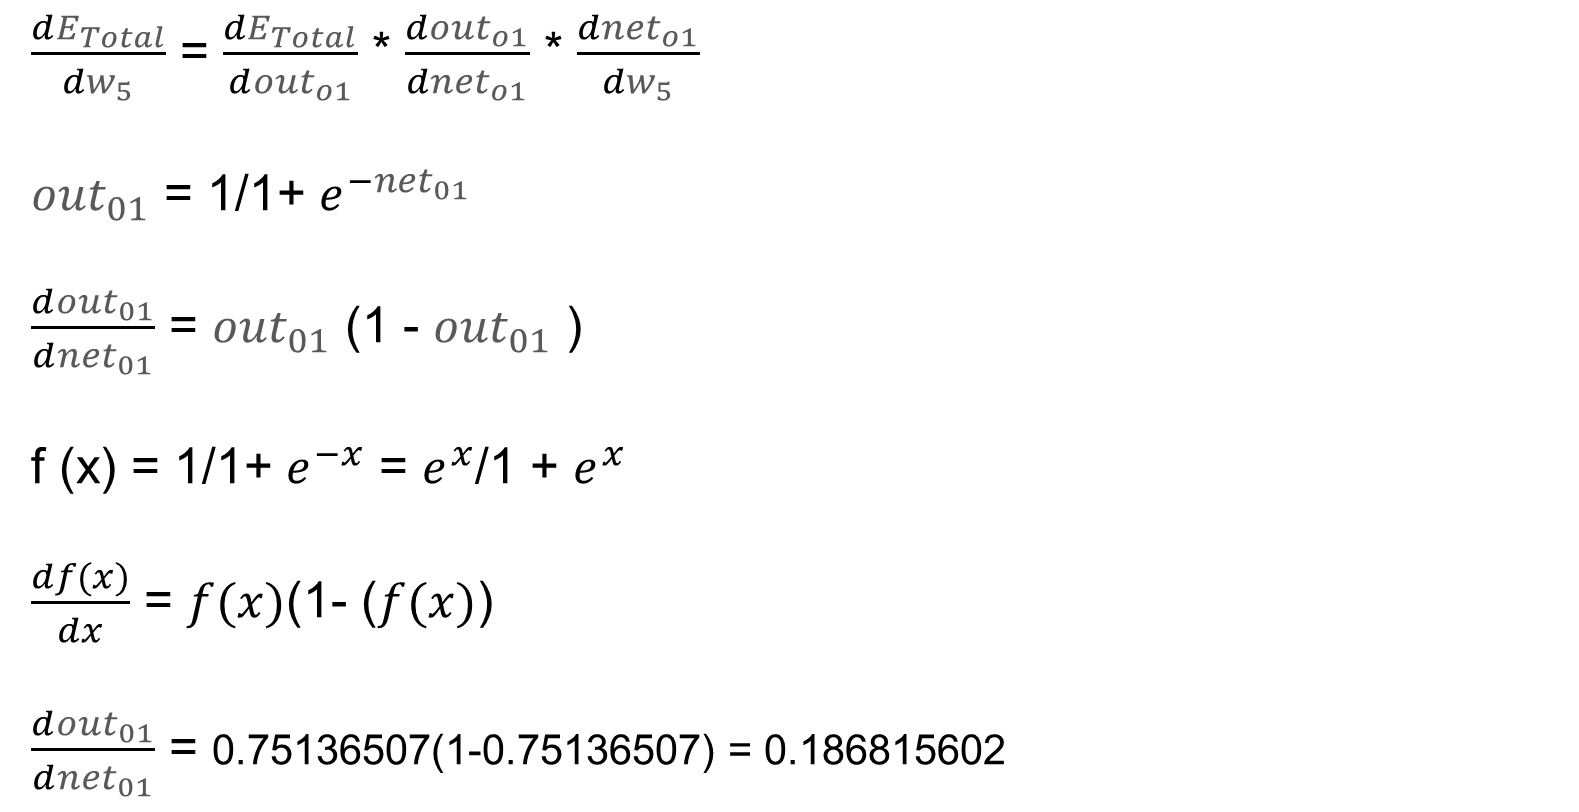 dE_Total/dw_5 = dE_Total/dout_o1 * dout_o1/dnet_o1 * dnet_o1/dw_5
out_01 = 1/1+ e^−net_01
dout_01/dnet_01 = out_01 (1 - out_01 )
f (x) = 1/1+ e^−x = e^x/1 + e^x
df(x)/dx = f(x)(1- (f(x))
dout_01/dnet_01 = 0.75136507(1-0.75136507) = 0.186815602